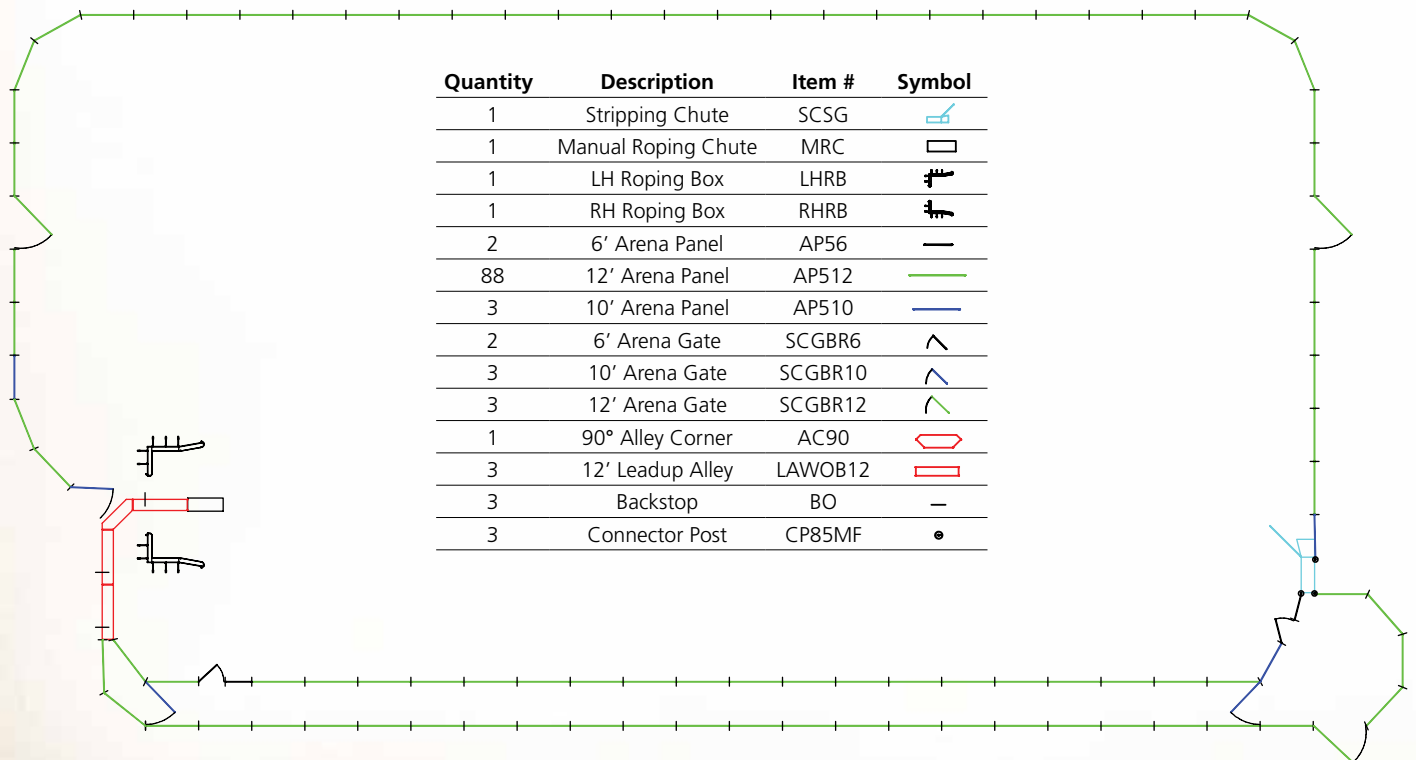 Quantity Description Item # Symbol
1 Stripping Chute SCSG
1 Manual Roping Chute MRC
1 LH Roping Box LHRB
1 RH Roping Box RHRB
2 6’ Arena Panel AP56
88 12’ Arena Panel AP512
3 10’ Arena Panel AP510
2 6’ Arena Gate SCGBR6
3 10’ Arena Gate SCGBR10
3 12’ Arena Gate SCGBR12
1 90° Alley Corner AC90
3 12’ Leadup Alley LAWOB12
3 Backstop BO
3 Connector Post CP85MF